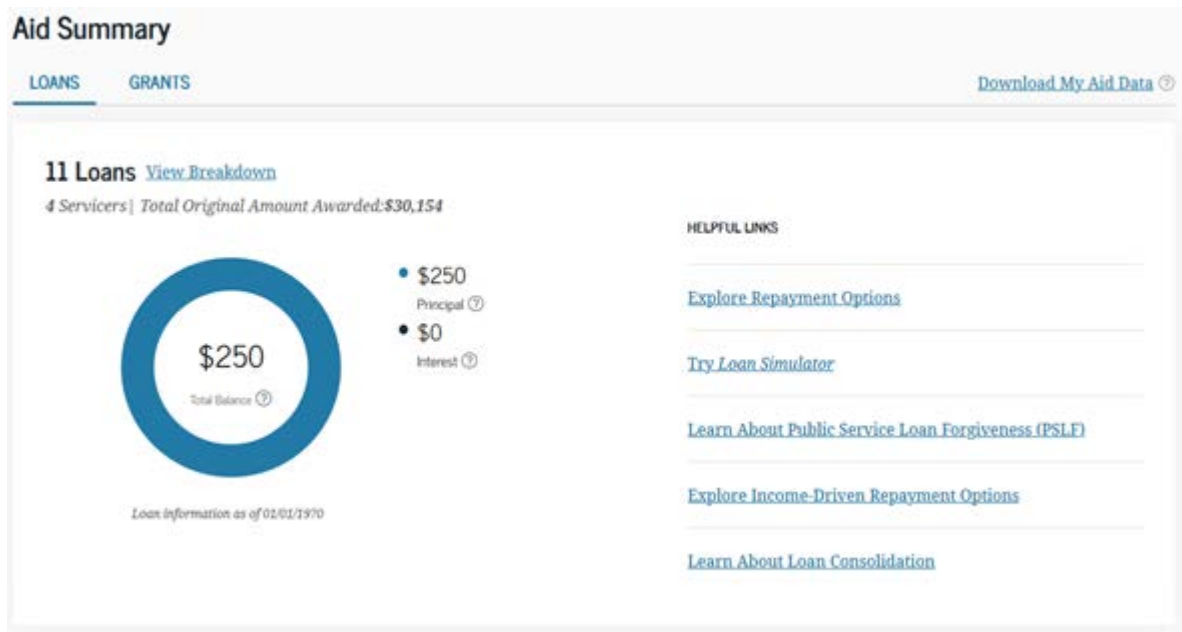 Aid Summary
LOANS GRANTS Download My Aid Data ?
11 Loans View Breakdown
4 Servicers| Total Original Amount Awarded:$30,154
$250
Principal ?
$0
Interest ?
$250
Total Balance ?
Loan information as of 01/01/1970
HELPFUL LINKS
Explore Repayment Options
Try Loan Simulator
Learn About Public Service Loan Forgiveness (PSLF)
Explore Income-Driven Repayment Options
Learn About Loan Consolidation